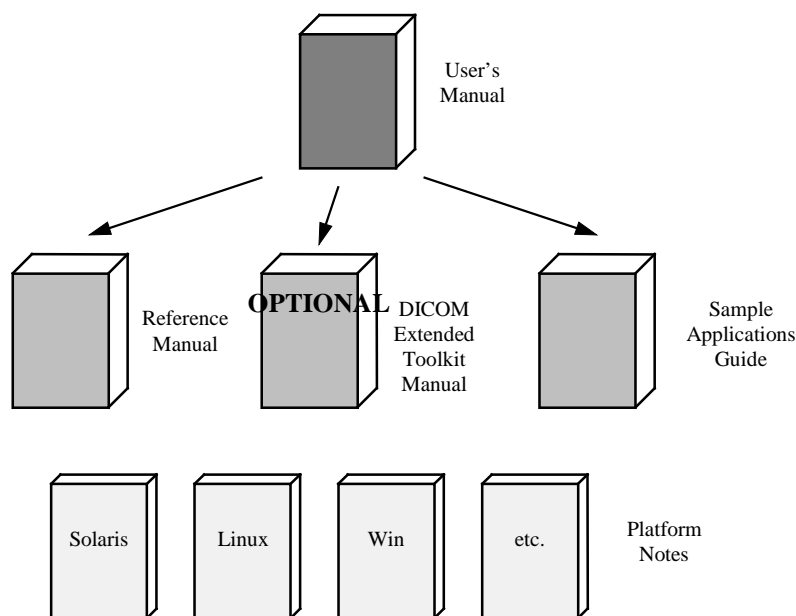 User's
Manual
Reference
Manual
OPTIONAL
DICOM
Extended
Toolkit
Manual
Sample
Applications
Guide
Solaris
Linux
Win
etc.
Platform
Notes